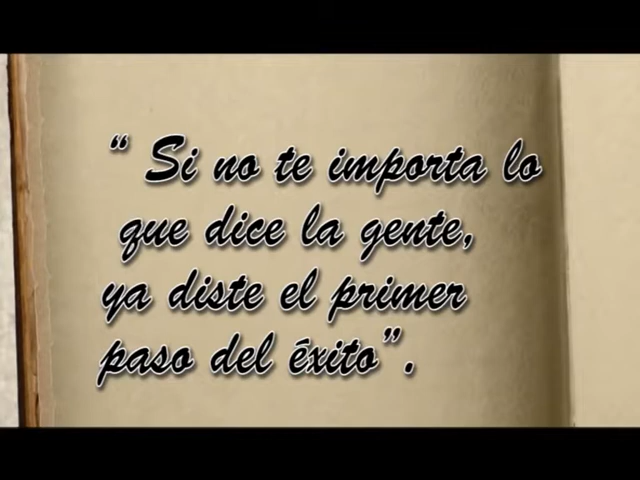 “ Si no te importa lo
que dice la gente,
ya diste el primer
paso del éxito”.